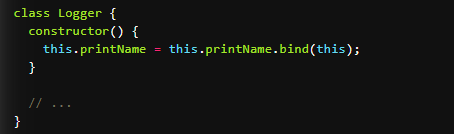 class Logger {
  constructor() {
    this.printName = this.printName.bind(this);
  }

  // ...
}